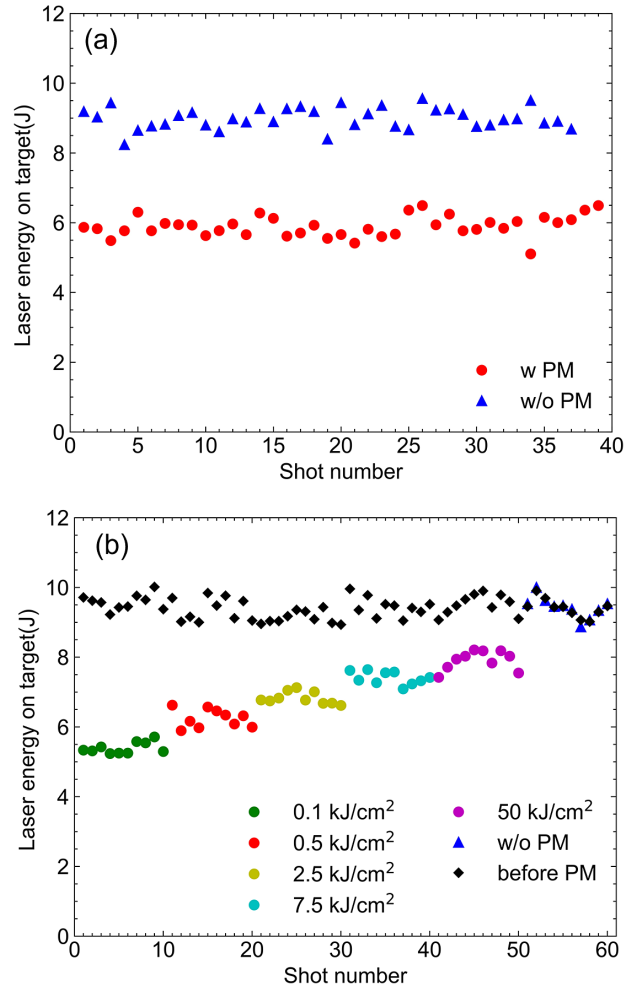 (a)
Laser energy on target(J)
12
10
8
6
4
2
0
w PM
w/o PM
0 5 10 15 20 25 30 35 40
Shot number
(b)
Laser energy on target(J)
12
10
8
6
4
2
0
0.1 kJ/cm²
0.5 kJ/cm²
2.5 kJ/cm²
7.5 kJ/cm²
50 kJ/cm²
w/o PM
before PM
0 10 20 30 40 50 60
Shot number